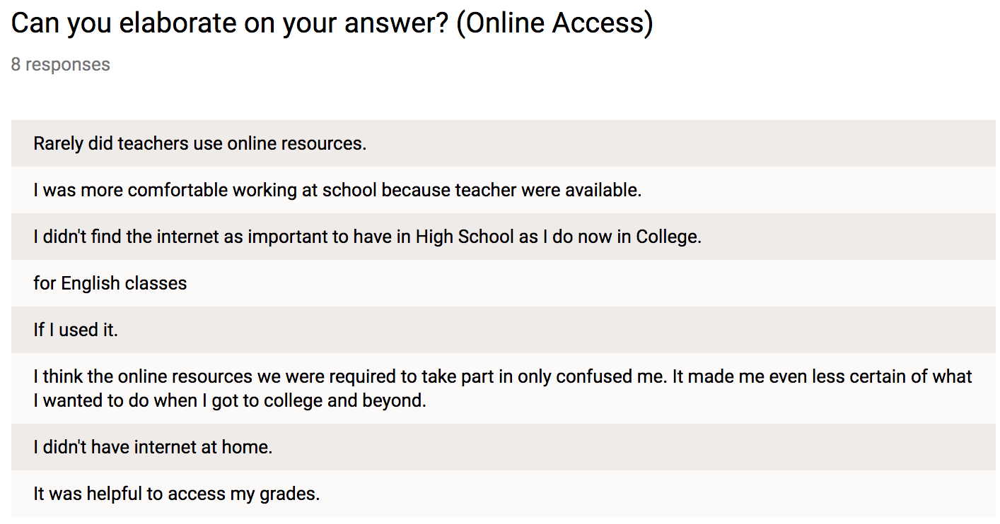 Can you elaborate on your answer? (Online Access)
8 responses
Rarely did teachers use online resources.
I was more comfortable working at school because teacher were available.
I didn't find the internet as important to have in High School as I do now in College.
for English classes
If I used it.
I think the online resources we were required to take part in only confused me. It made me even less certain of what
I wanted to do when I got to college and beyond.
I didn't have internet at home.
It was helpful to access my grades.